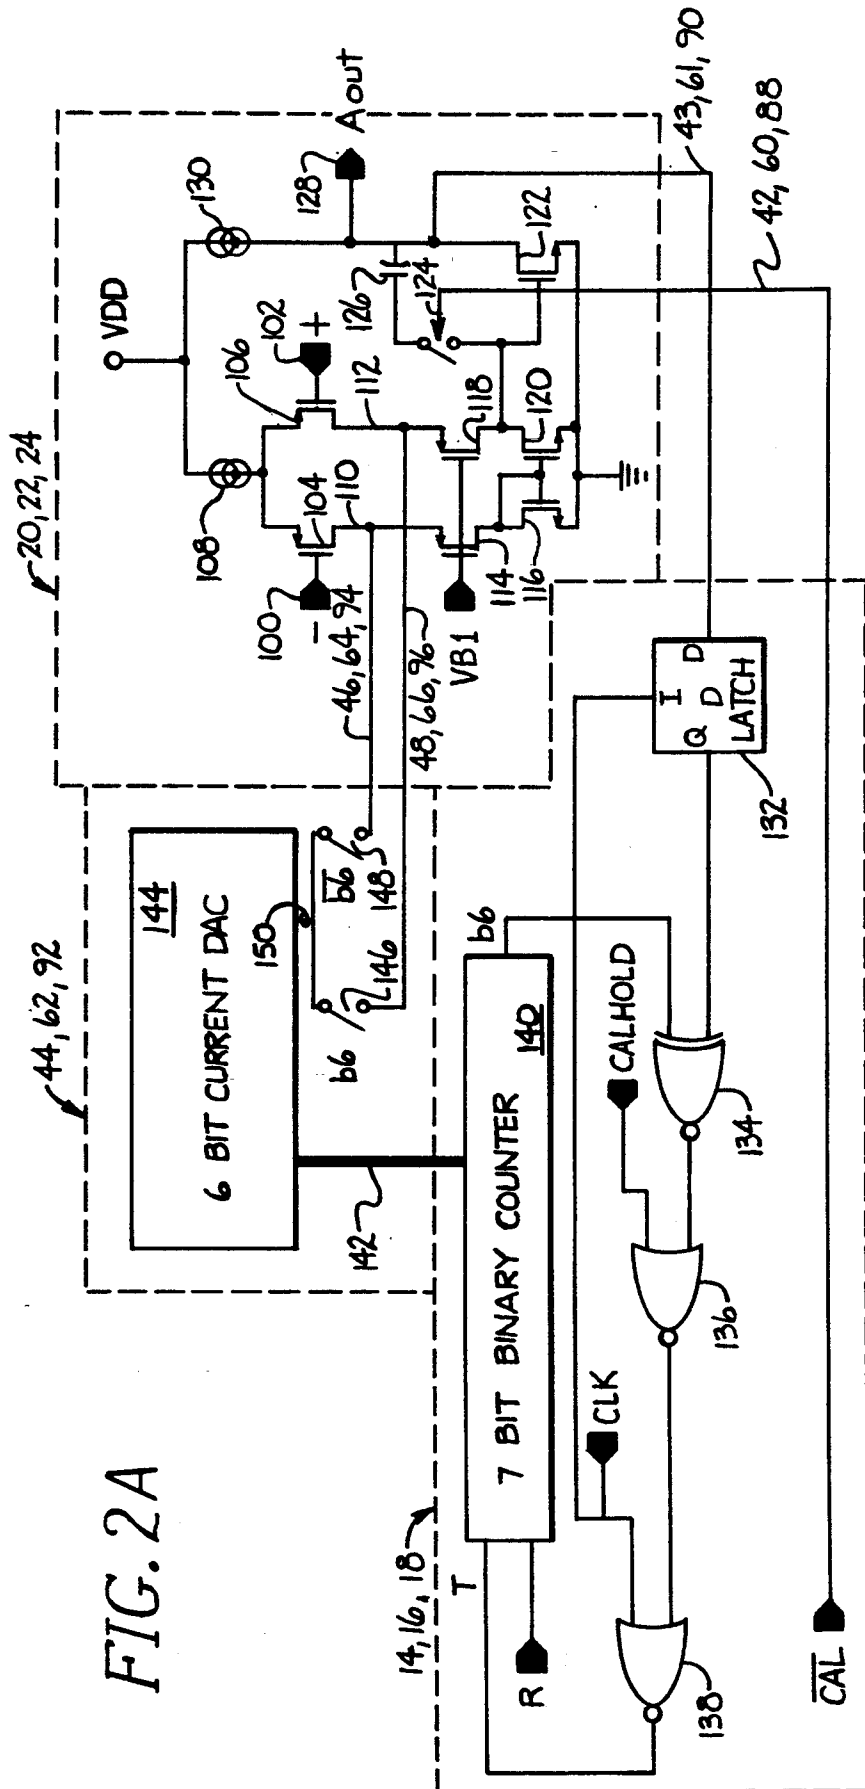 FIG. 2A
44, 62, 92
6 BIT CURRENT DAC
144
142
150
b6
146
b6
148
46, 64, 94
48, 66, 96
20, 22, 24
VDD
108
130
100
−
104
106
102
+
110
112
128
Aout
126
124
VB1
114
116
118
120
122
43, 61, 90
42, 60, 88
14, 16, 18
T
R
7 BIT BINARY COUNTER
140
b6
CLK
CALHOLD
138
136
134
Q
I
D
D
LATCH
132
CAL